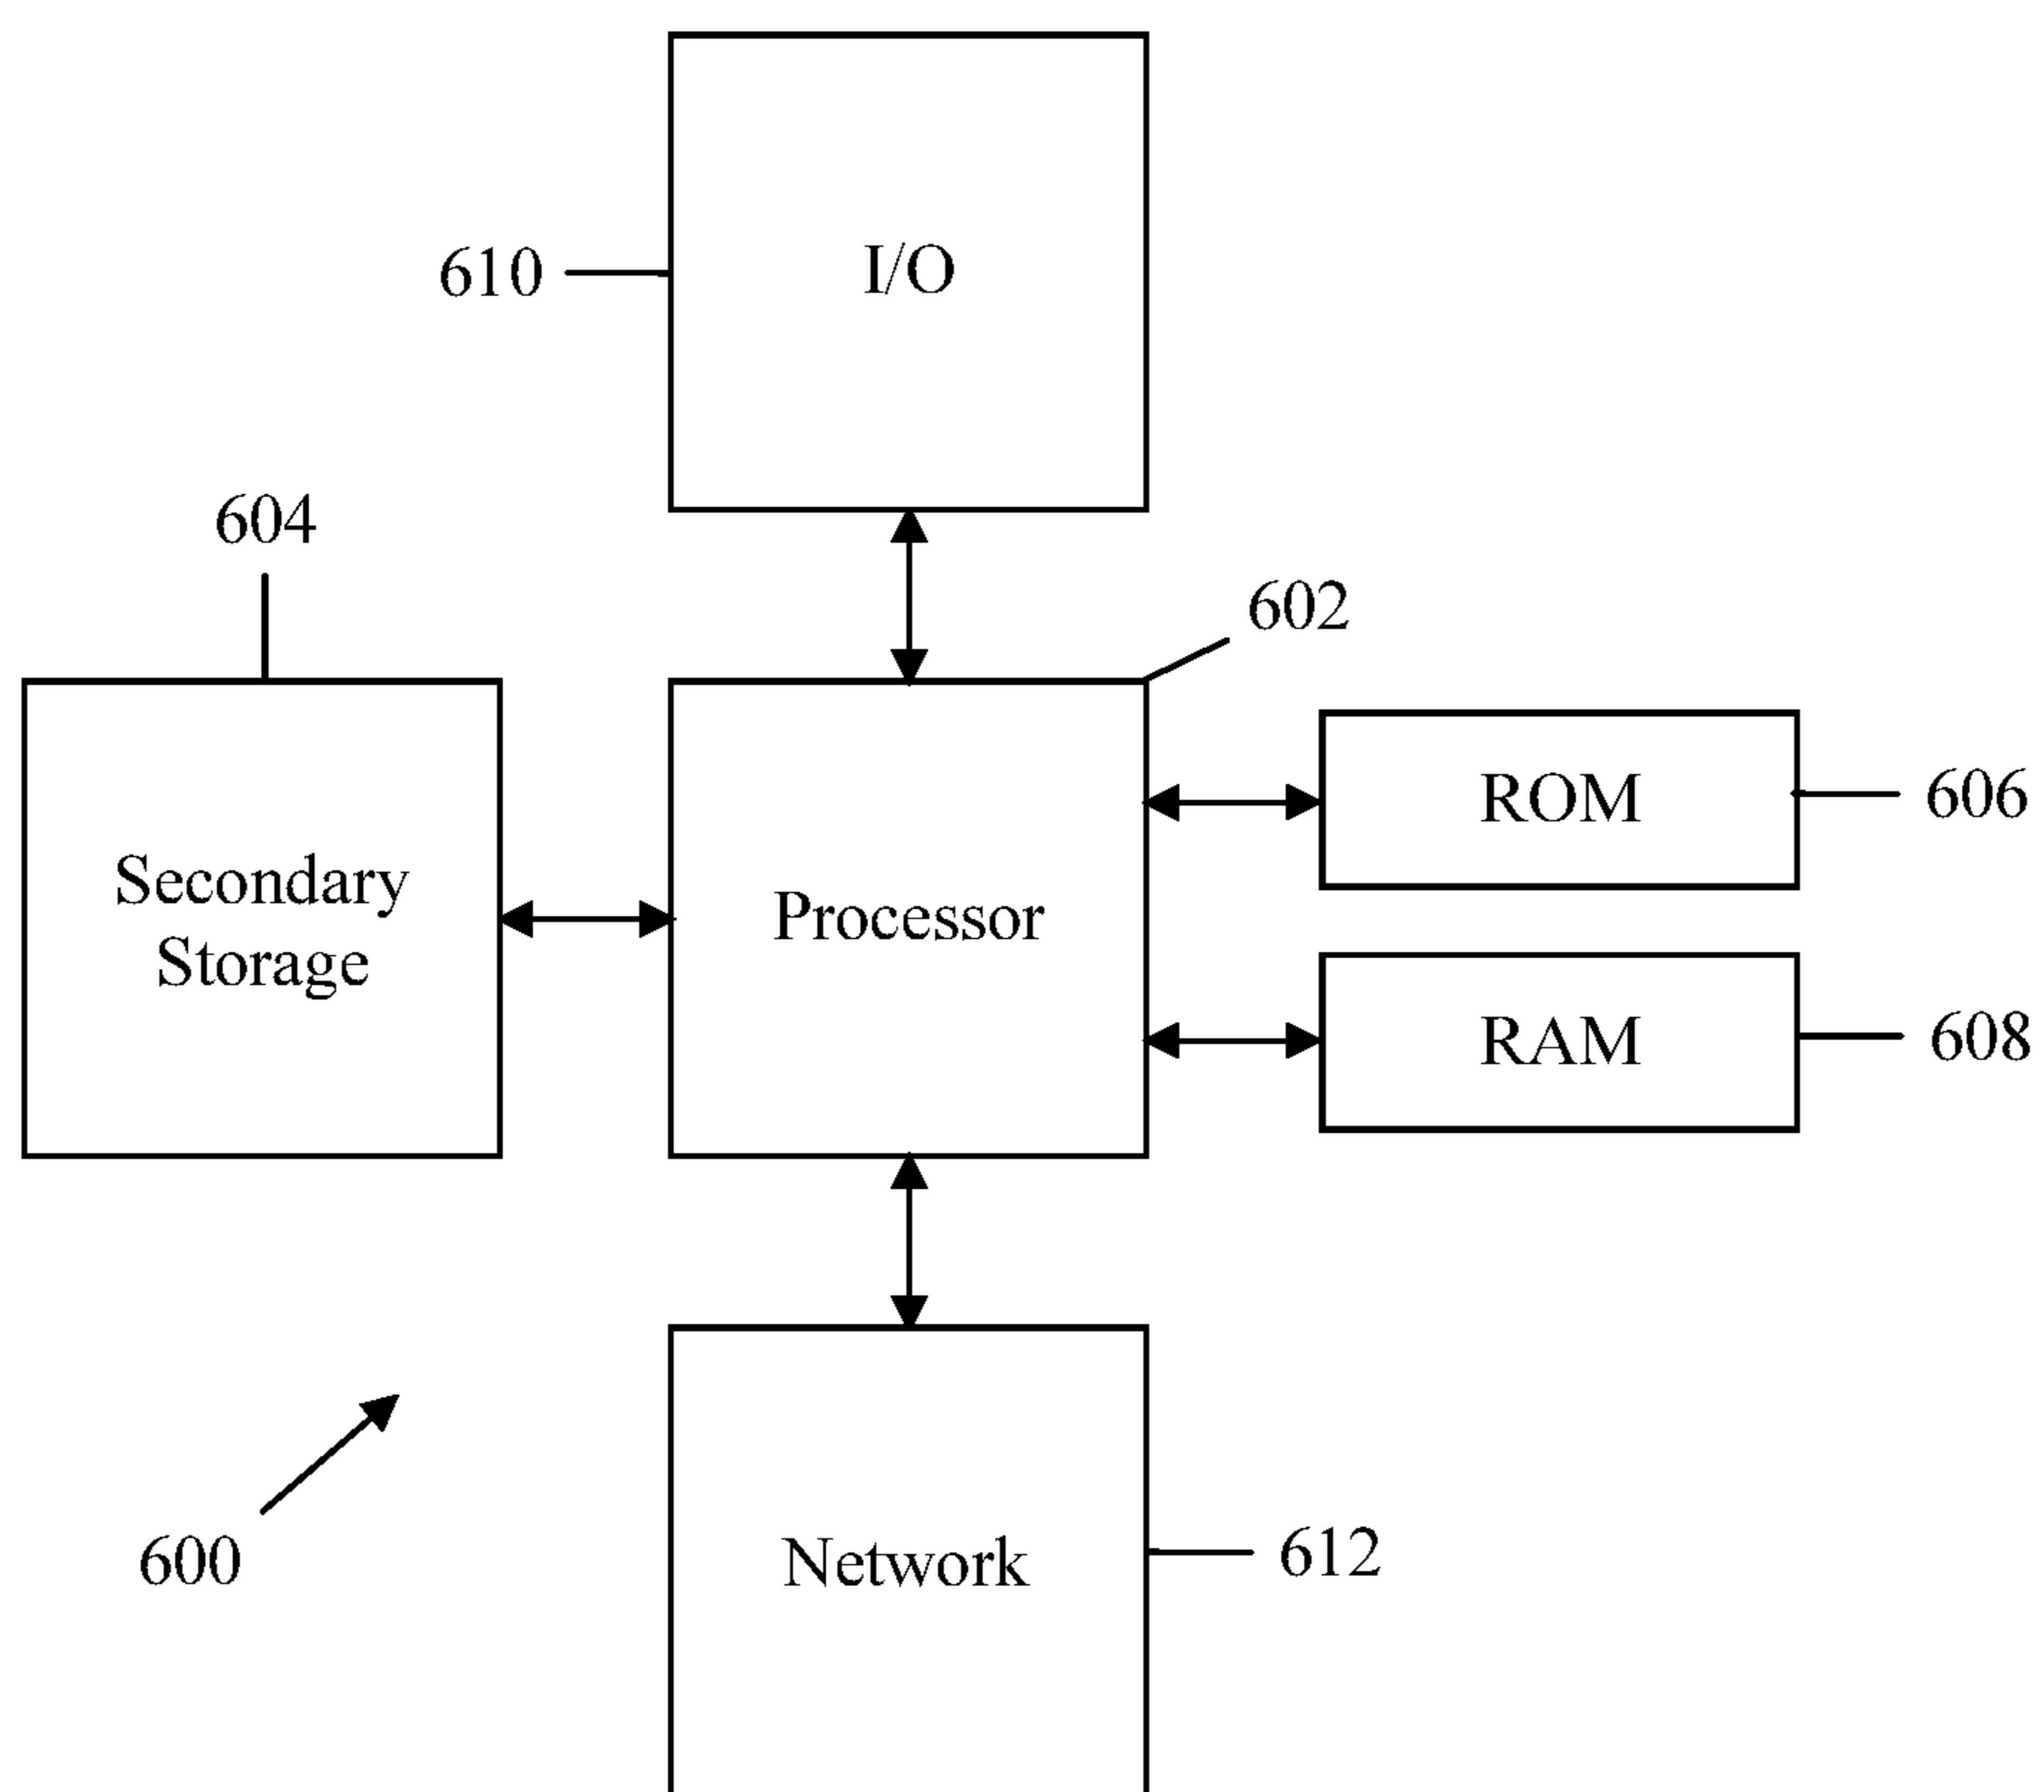 610
I/O
604
602
ROM
606
Secondary
Storage
Processor
RAM
608
600
Network
612